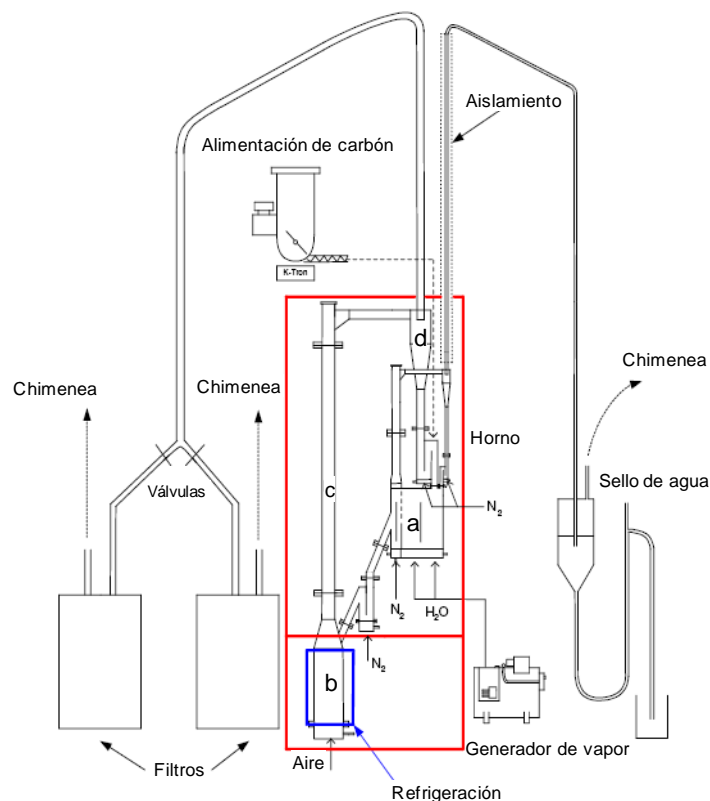 Aislamiento
Alimentación de carbón
K-Tron
d
Chimenea
Chimenea
Chimenea
Horno
Sello de agua
Válvulas
c
a
N2
N2
H2O
N2
b
Generador de vapor
Aire
Filtros
Refrigeración